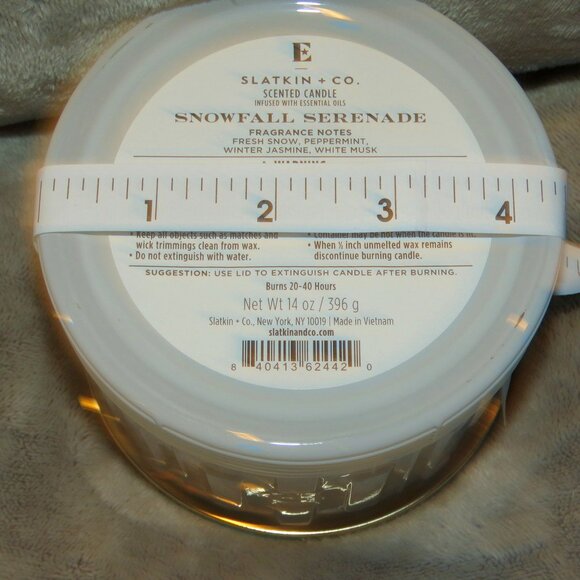 E
SLATKIN + CO.
SCENTED CANDLE
INFUSED WITH ESSENTIAL OILS
SNOWFALL SERENADE
FRAGRANCE NOTES
FRESH SNOW, PEPPERMINT,
WINTER JASMINE, WHITE MUSK
WARNING
1 2 3 4
• Keep all objects such as matches and
wick trimmings clean from wax.
• Do not extinguish with water.
• Container may be hot when the candle is lit.
• When ½ inch unmelted wax remains
discontinue burning candle.
SUGGESTION: USE LID TO EXTINGUISH CANDLE AFTER BURNING.
Burns 20-40 Hours
Net Wt 14 oz / 396 g
Slatkin + Co., New York, NY 10019 | Made in Vietnam
slatkinandco.com
8 40413 62442 0